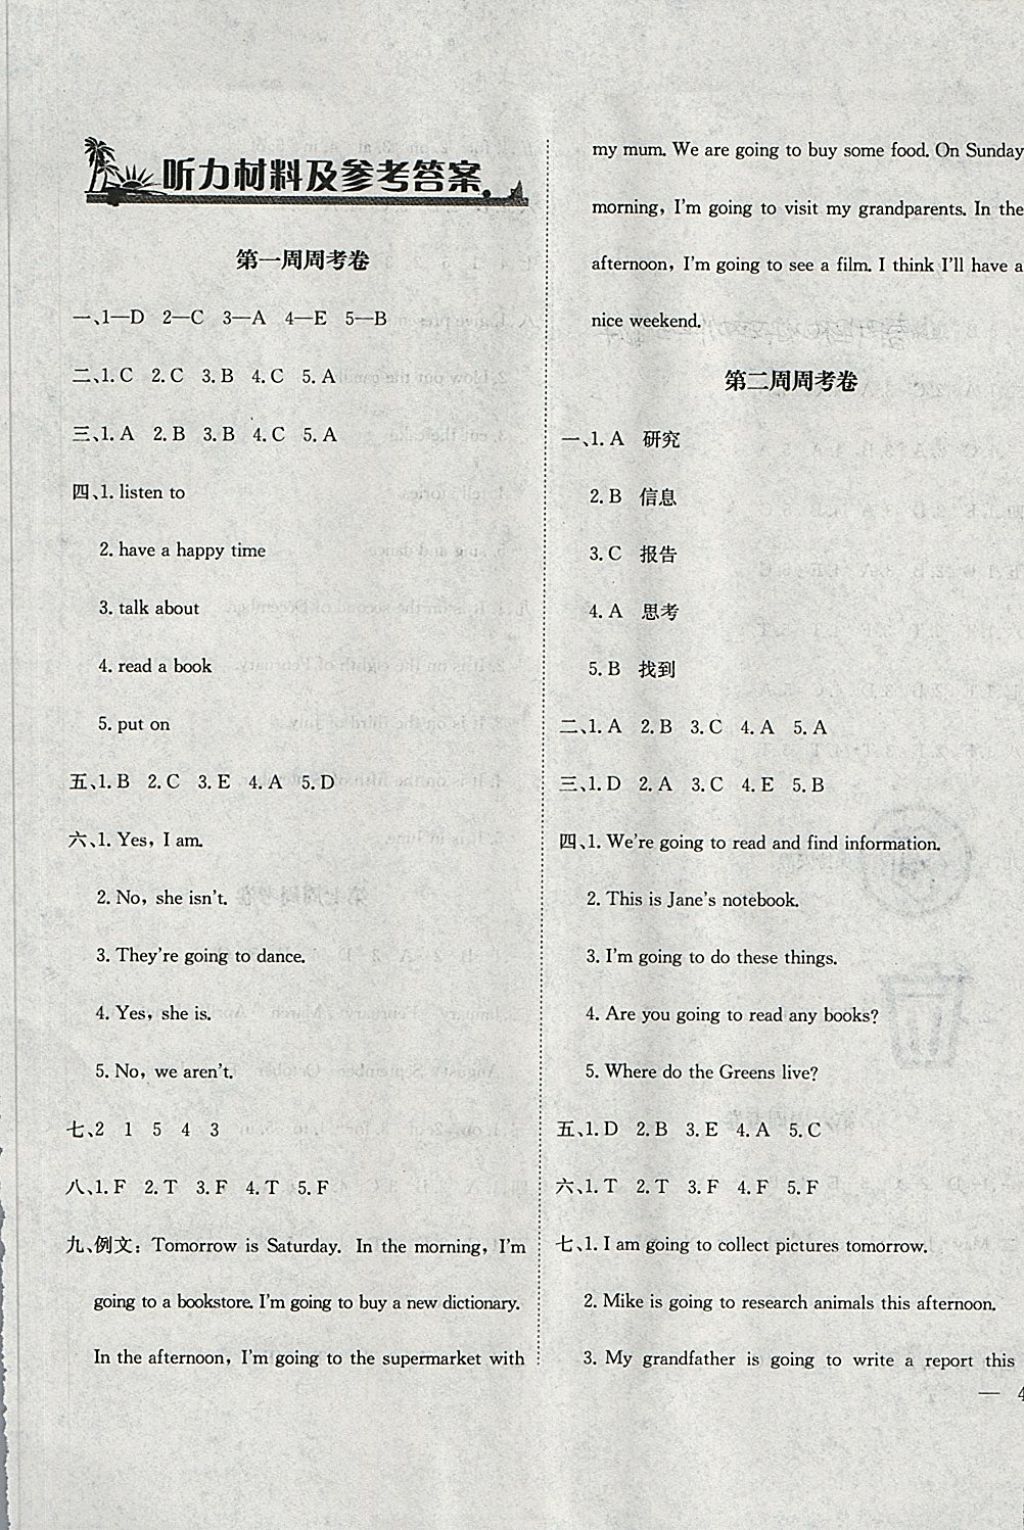 听力材料及参考答案
第一周周考卷
一、1—D 2—C 3—A 4—E 5—B
二、1. C 2. C 3. B 4. C 5. A
三、1. A 2. B 3. B 4. C 5. A
四、1. listen to
2. have a happy time
3. talk about
4. read a book
5. put on
五、1. B 2. C 3. E 4. A 5. D
六、1. Yes, I am.
2. No, she isn't.
3. They're going to dance.
4. Yes, she is.
5. No, we aren't.
七、2 1 5 4 3
八、1. F 2. T 3. F 4. T 5. F
九、例文: Tomorrow is Saturday. In the morning, I'm
going to a bookstore. I'm going to buy a new dictionary.
In the afternoon, I'm going to the supermarket with
my mum. We are going to buy some food. On Sunday
morning, I'm going to visit my grandparents. In the
afternoon, I'm going to see a film. I think I'll have a
nice weekend.
第二周周考卷
一、1. A 研究
2. B 信息
3. C 报告
4. A 思考
5. B 找到
二、1. A 2. B 3. C 4. A 5. A
三、1. D 2. A 3. C 4. E 5. B
四、1. We're going to read and find information.
2. This is Jane's notebook.
3. I'm going to do these things.
4. Are you going to read any books?
5. Where do the Greens live?
五、1. D 2. B 3. E 4. A 5. C
六、1. T 2. T 3. F 4. F 5. F
七、1. I am going to collect pictures tomorrow.
2. Mike is going to research animals this afternoon.
3. My grandfather is going to write a report this
— 4